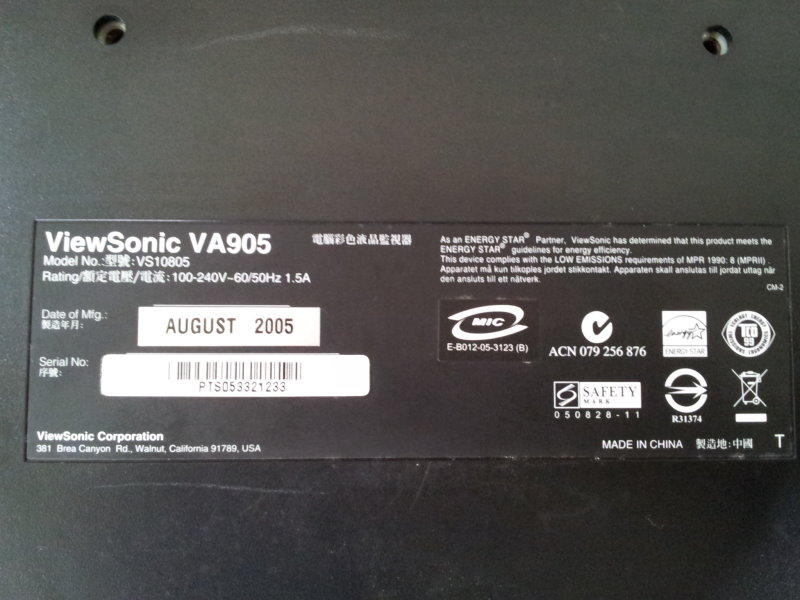 ViewSonic VA905
電腦彩色液晶監視器
Model No.:型號:VS10805
Rating/額定電壓/電流:100-240V~60/50Hz 1.5A
As an ENERGY STAR® Partner, ViewSonic has determined that this product meets the
ENERGY STAR® guidelines for energy efficiency.
This device complies with the LOW EMISSIONS requirements of MPR 1990: 8 (MPRII) .
Apparatet må kun tilkoples jordet stikkontakt. Apparaten skall anslutas till jordat uttag når
den ansluts till ett nåtverk.
CM-2
Date of Mfg.:
製造年月:
AUGUST 2005
Serial No:
序號:
PTS053321233
MIC
E-B012-05-3123 (B)
ACN 079 256 876
energy
ENERGY STAR
TCO
99
SAFETY
MARK
050828-11
R31374
ViewSonic Corporation
381 Brea Canyon Rd., Walnut, California 91789, USA
MADE IN CHINA 製造地:中國 T